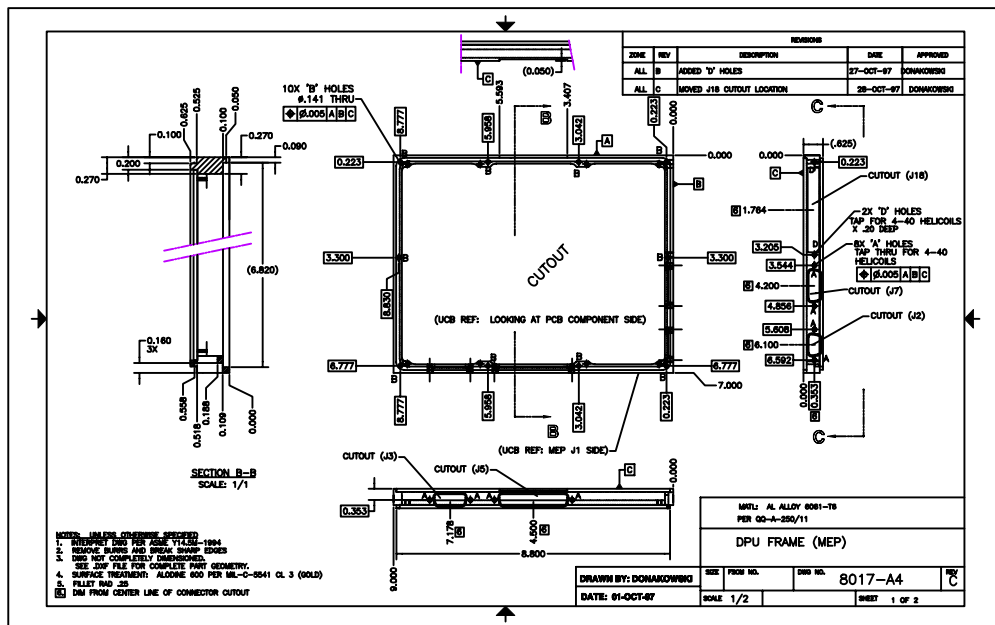 REVISIONS
ZONE REV DESCRIPTION DATE APPROVED
ALL B ADDED 'D' HOLES 27-OCT-97 DONAKOWSKI
ALL C MOVED J18 CUTOUT LOCATION 28-OCT-97 DONAKOWSKI
(0.050)
C
5.593
3.407
10X 'B' HOLES
Ø.141 THRU
Ø.005 A B C
8.777
5.958
3.042
0.223
0.000
A
B
0.223
0.000
3.300
3.300
8.830
CUTOUT
(UCB REF: LOOKING AT PCB COMPONENT SIDE)
6.777
6.777
7.000
8.777
5.958
3.042
0.223
(UCB REF: MEP J1 SIDE)
0.625
0.525
0.100
0.050
0.100
0.200
0.270
0.270
0.090
(6.820)
0.160
3X
0.558
0.518
0.188
0.109
0.000
SECTION B-B
SCALE: 1/1
C
(.625)
0.000
0.223
C
CUTOUT (J18)
6 1.764
2X 'D' HOLES
TAP FOR 4-40 HELICOILS
X .20 DEEP
3.205
8X 'A' HOLES
TAP THRU FOR 4-40
HELICOILS
Ø.005 A B C
3.544
6 4.200
CUTOUT (J7)
4.856
5.608
CUTOUT (J2)
6 6.100
6.592
0.000
0.353
6
C
CUTOUT (J3)
CUTOUT (J5)
C
0.000
0.353
7.178 6
4.500 6
8.800
9.000
NOTES: UNLESS OTHERWISE SPECIFIED
1. INTERPRET DWG PER ASME Y14.5M-1994
2. REMOVE BURRS AND BREAK SHARP EDGES
3. DWG NOT COMPLETELY DIMENSIONED.
SEE .DXF FILE FOR COMPLETE PART GEOMETRY.
4. SURFACE TREATMENT: ALODINE 600 PER MIL-C-5541 CL 3 (GOLD)
5. FILLET RAD .25
6. DIM FROM CENTER LINE OF CONNECTOR CUTOUT
MATL: AL ALLOY 6061-T6
PER QQ-A-250/11
DPU FRAME (MEP)
DRAWN BY: DONAKOWSKI
DATE: 01-OCT-97
SIZE FSCM NO. DWG NO. 8017-A4 REV C
SCALE 1/2 SHEET 1 OF 2